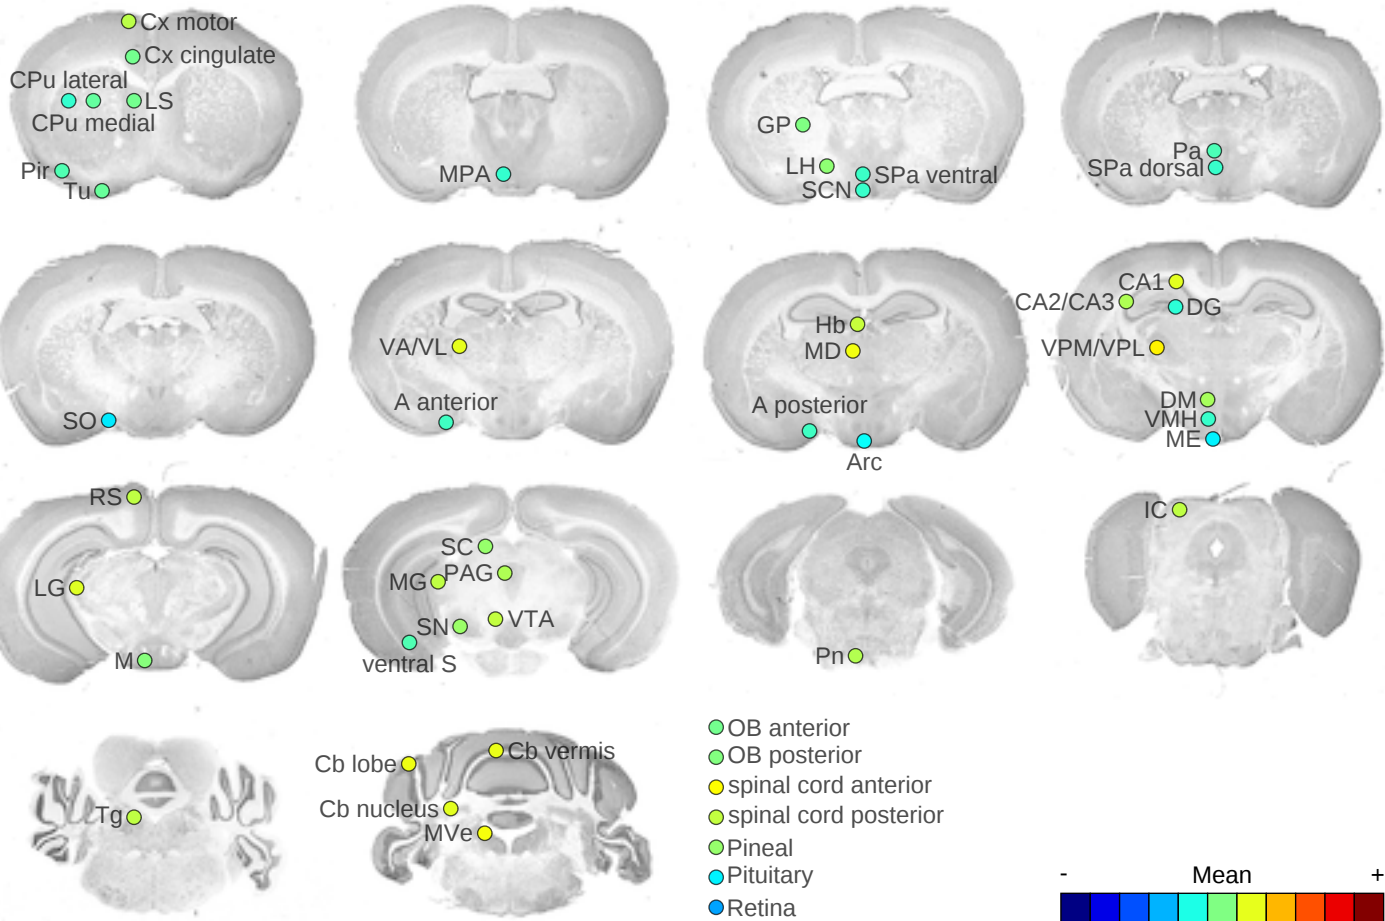 Cx motor
Cx cingulate
CPu lateral
LS
CPu medial
Pir
Tu
MPA
GP
LH
SPa ventral
SCN
Pa
SPa dorsal
SO
VA/VL
A anterior
Hb
MD
A posterior
Arc
CA1
CA2/CA3
DG
VPM/VPL
DM
VMH
ME
RS
LG
M
SC
PAG
MG
VTA
SN
ventral S
Pn
IC
Tg
Cb lobe
Cb vermis
Cb nucleus
MVe
OB anterior
OB posterior
spinal cord anterior
spinal cord posterior
Pineal
Pituitary
Retina
- Mean +